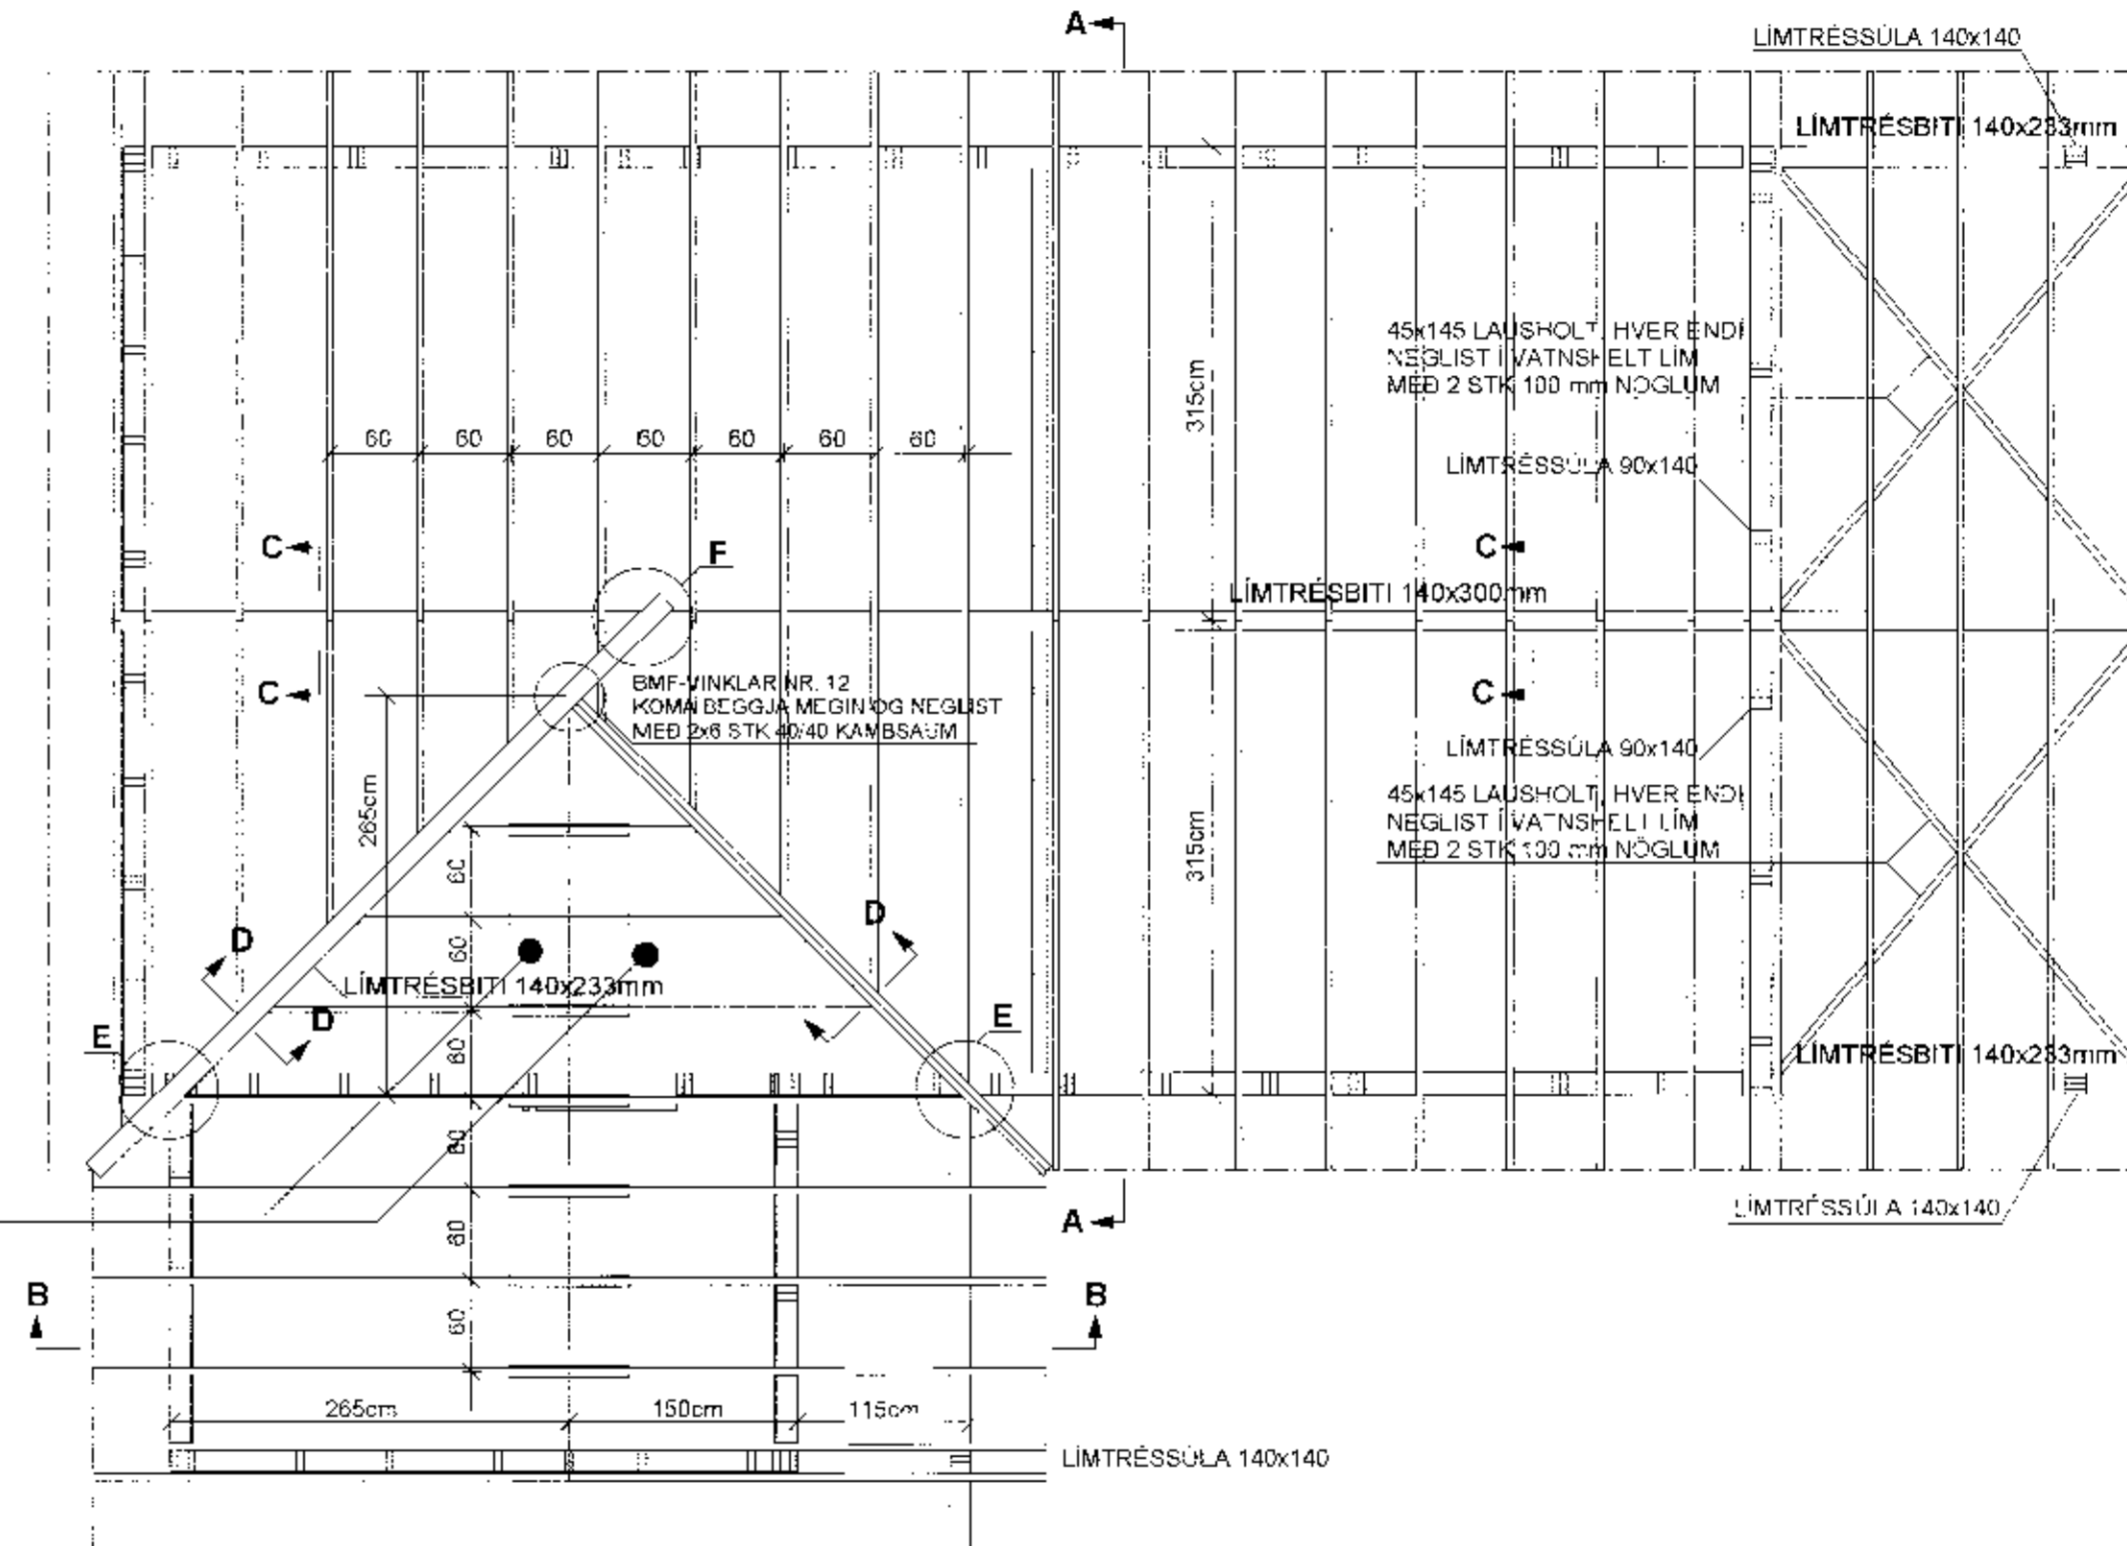 A
LÍMTRÉSSÚLA 140x140
LÍMTRÉSBITI 140x233mm
45x145 LAUSHOLT, HVER ENDI
NEGLIST Í VATNSHELT LÍM
MEÐ 2 STK 100 mm NÖGLUM
315cm
60 60 60 60 60 60 60
LÍMTRÉSSÚLA 90x140
C
F
C
LÍMTRÉSBITI 140x300mm
C
BMF-VINKLAR NR. 12
KOMA BEGGJA MEGIN OG NEGLIST
MEÐ 2x6 STK 40/40 KAMBSAUM
C
LÍMTRÉSSÚLA 90x140
265cm
45x145 LAUSHOLT, HVER ENDI
NEGLIST Í VATNSHELT LÍM
MEÐ 2 STK 100 mm NÖGLUM
315cm
60
D
D
60
LÍMTRÉSBITI 140x233mm
D
E
E
60
LÍMTRÉSBITI 140x233mm
60
LÍMTRÉSSÚLA 140x140
A
60
B
B
60
265cm 150cm 115cm
LÍMTRÉSSÚLA 140x140